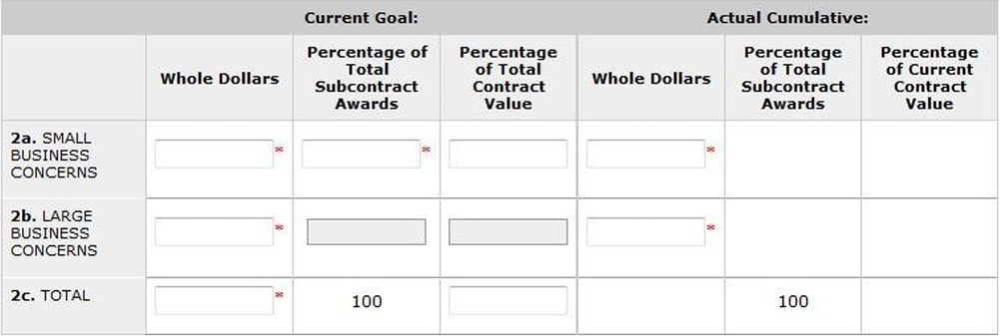 Current Goal: Actual Cumulative:
Whole Dollars
Percentage of
Total
Subcontract
Awards
Percentage
of Total
Contract
Value
Whole Dollars
Percentage
of Total
Subcontract
Awards
Percentage
of Current
Contract
Value
2a. SMALL
BUSINESS
CONCERNS
* * *
2b. LARGE
BUSINESS
CONCERNS
* *
2c. TOTAL * 100 100